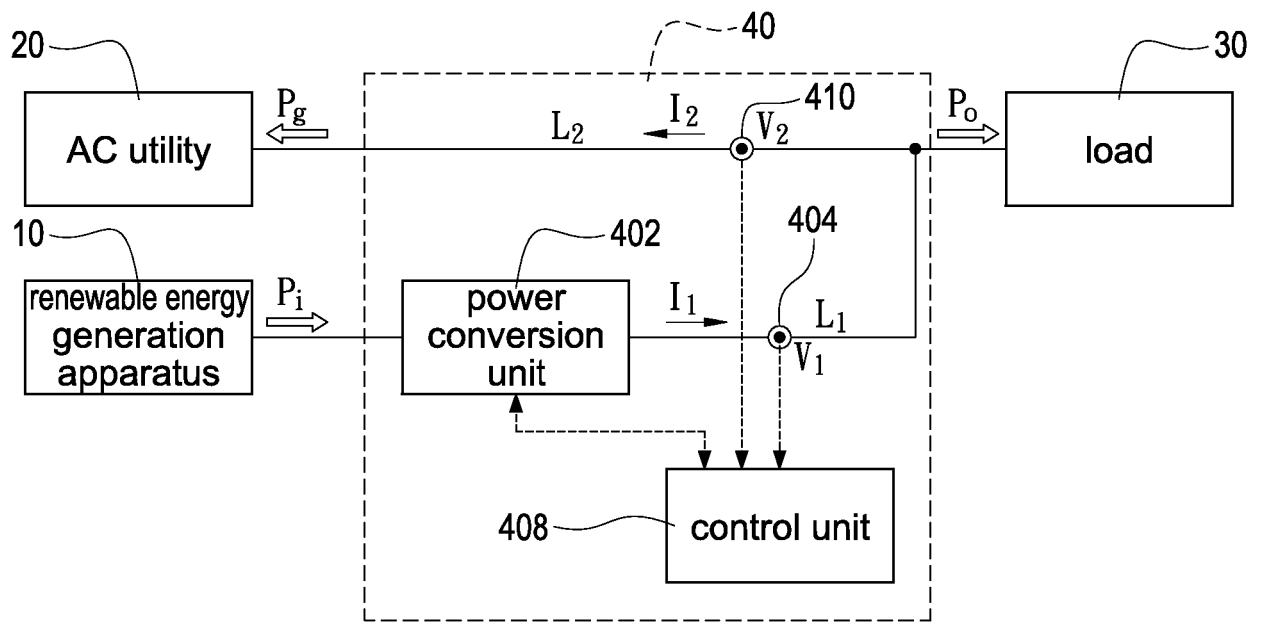 40
20
30
410
Pg
I2
V2
Po
L2
AC utility
load
10
402
404
renewable energy
generation
apparatus
Pi
power
conversion
unit
I1
L1
V1
408
control unit